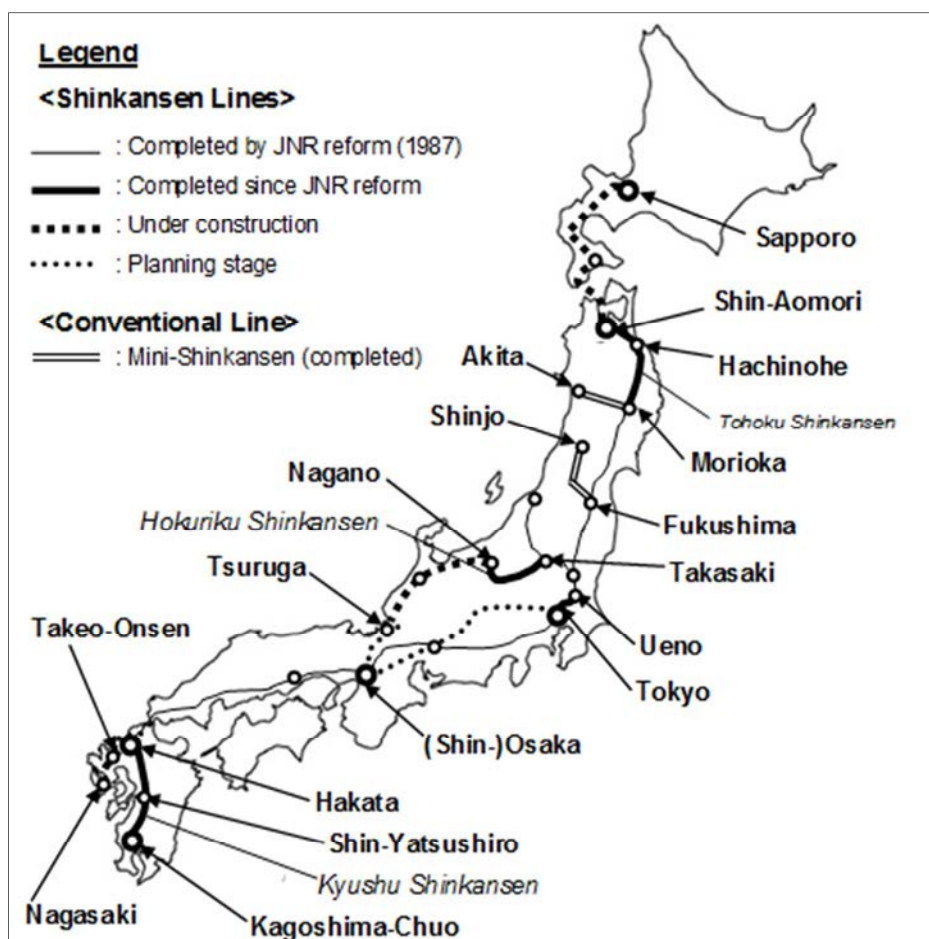 Legend
<Shinkansen Lines>
: Completed by JNR reform (1987)
: Completed since JNR reform
: Under construction
: Planning stage
<Conventional Line>
: Mini-Shinkansen (completed)
Sapporo
Shin-Aomori
Akita
Hachinohe
Shinjo
Tohoku Shinkansen
Morioka
Nagano
Hokuriku Shinkansen
Fukushima
Tsuruga
Takasaki
Takeo-Onsen
Ueno
Tokyo
(Shin-)Osaka
Hakata
Shin-Yatsushiro
Kyushu Shinkansen
Nagasaki
Kagoshima-Chuo